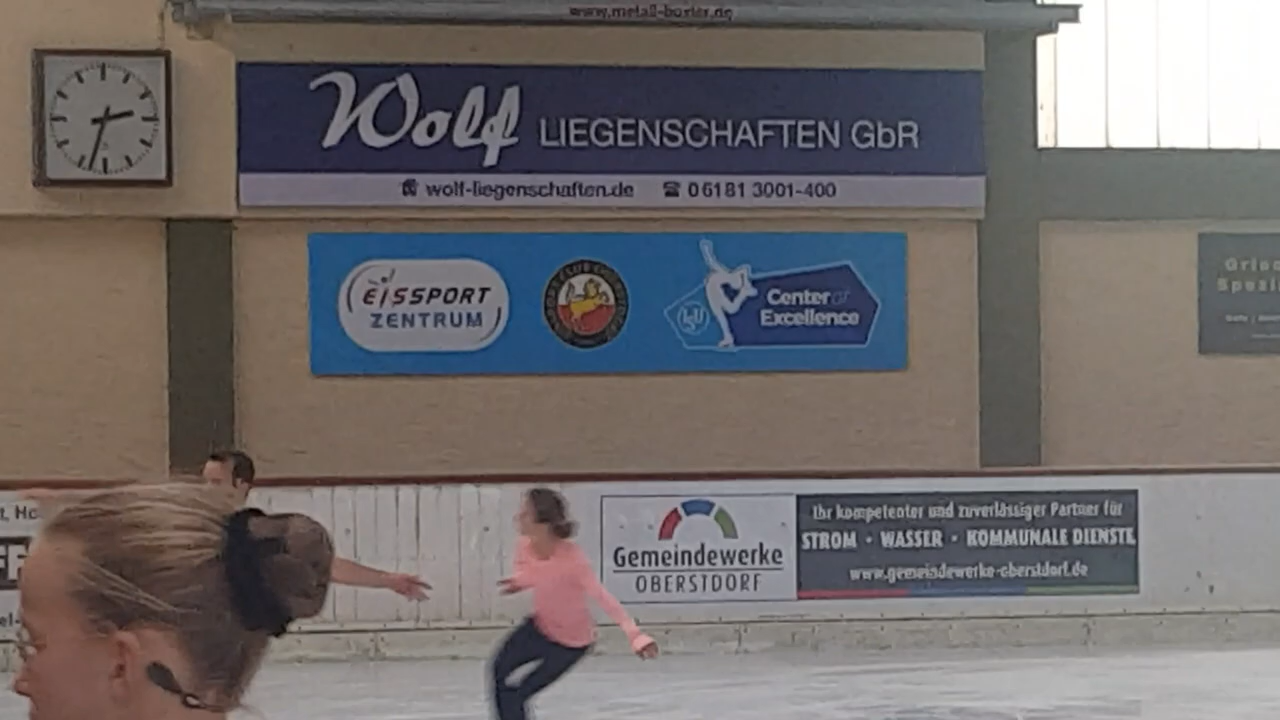 www.metall-boxler.de
Wolf LIEGENSCHAFTEN GbR
wolf-liegenschaften.de 06181 3001-400
EISSPORT
ZENTRUM
Center of
Excellence
Gemeindewerke
OBERSTDORF
Ihr kompetenter und zuverlässiger Partner für
STROM • WASSER • KOMMUNALE DIENSTE
www.gemeindewerke-oberstdorf.de